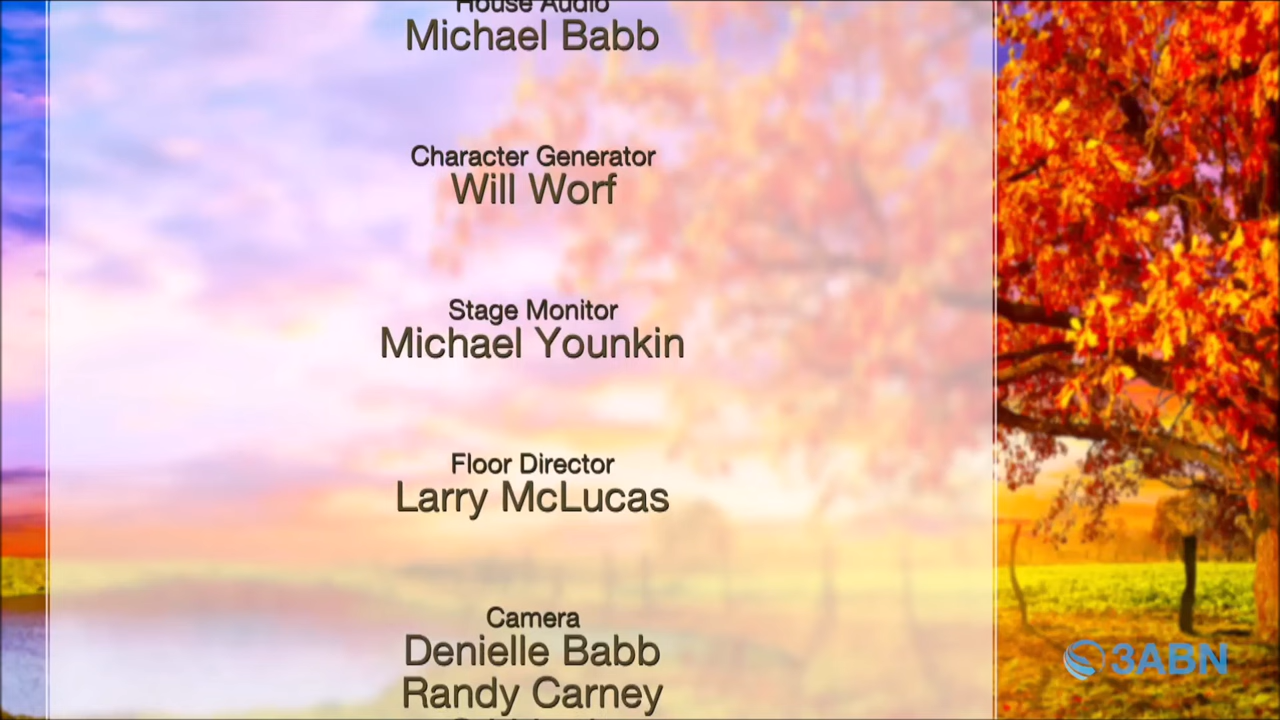 House Audio
Michael Babb
Character Generator
Will Worf
Stage Monitor
Michael Younkin
Floor Director
Larry McLucas
Camera
Denielle Babb
Randy Carney
3ABN